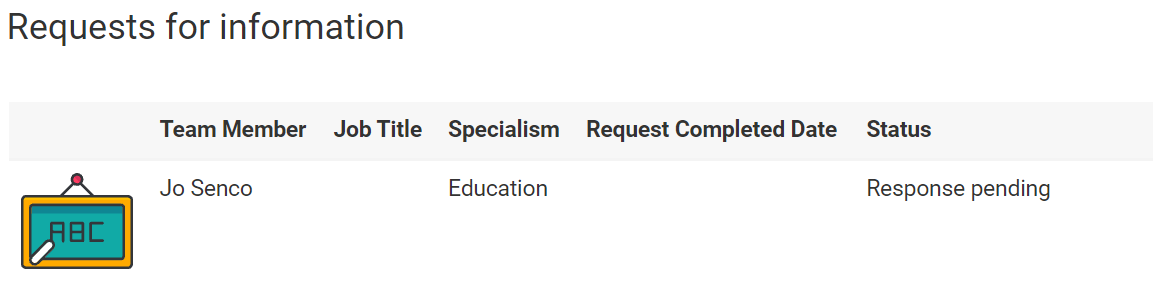 Requests for information
Team Member Job Title Specialism Request Completed Date Status
Jo Senco Education Response pending
ABC